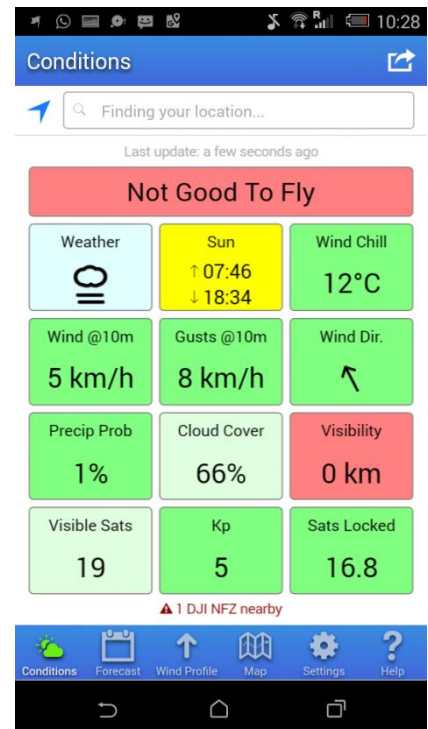 R
10:28
Conditions
Finding your location...
Last update: a few seconds ago
Not Good To Fly
Weather
Sun
↑ 07:46
↓ 18:34
Wind Chill
12°C
Wind @10m
5 km/h
Gusts @10m
8 km/h
Wind Dir.
Precip Prob
1%
Cloud Cover
66%
Visibility
0 km
Visible Sats
19
Kp
5
Sats Locked
16.8
1 DJI NFZ nearby
Conditions
Forecast
Wind Profile
Map
Settings
Help